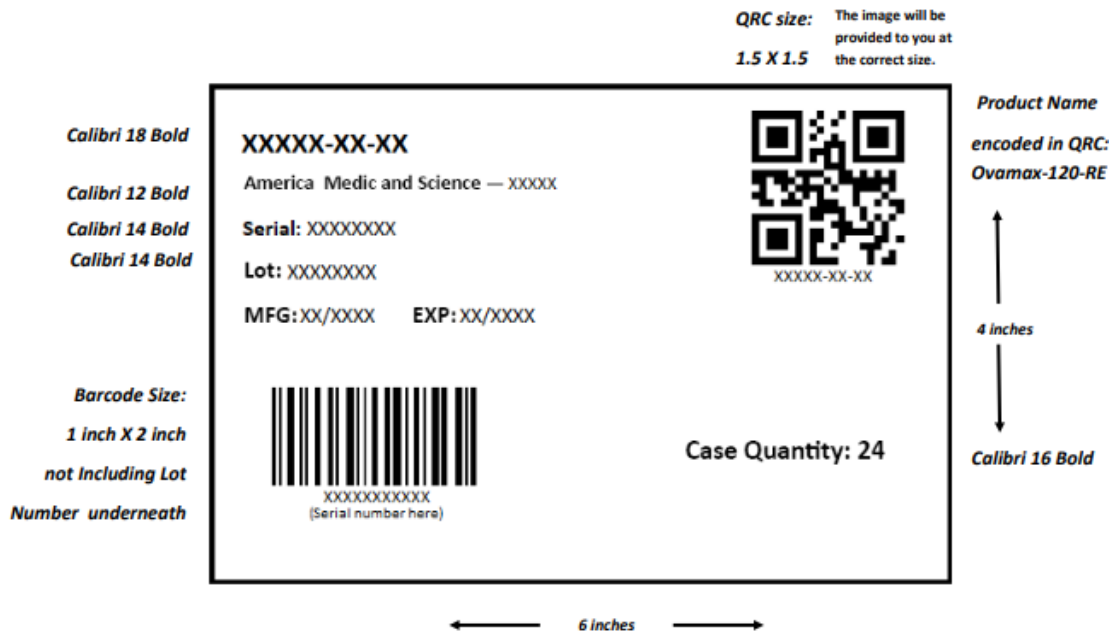 QRC size:
1.5 X 1.5
The image will be
provided to you at
the correct size.
Calibri 18 Bold
Calibri 12 Bold
Calibri 14 Bold
Calibri 14 Bold
XXXXX-XX-XX
America Medic and Science — XXXXX
Serial: XXXXXXXX
Lot: XXXXXXXX
MFG: XX/XXXX EXP: XX/XXXX
XXXXX-XX-XX
Product Name
encoded in QRC:
Ovamax-120-RE
4 inches
Barcode Size:
1 inch X 2 inch
not Including Lot
Number underneath
XXXXXXXXXXX
(Serial number here)
Case Quantity: 24
Calibri 16 Bold
6 inches